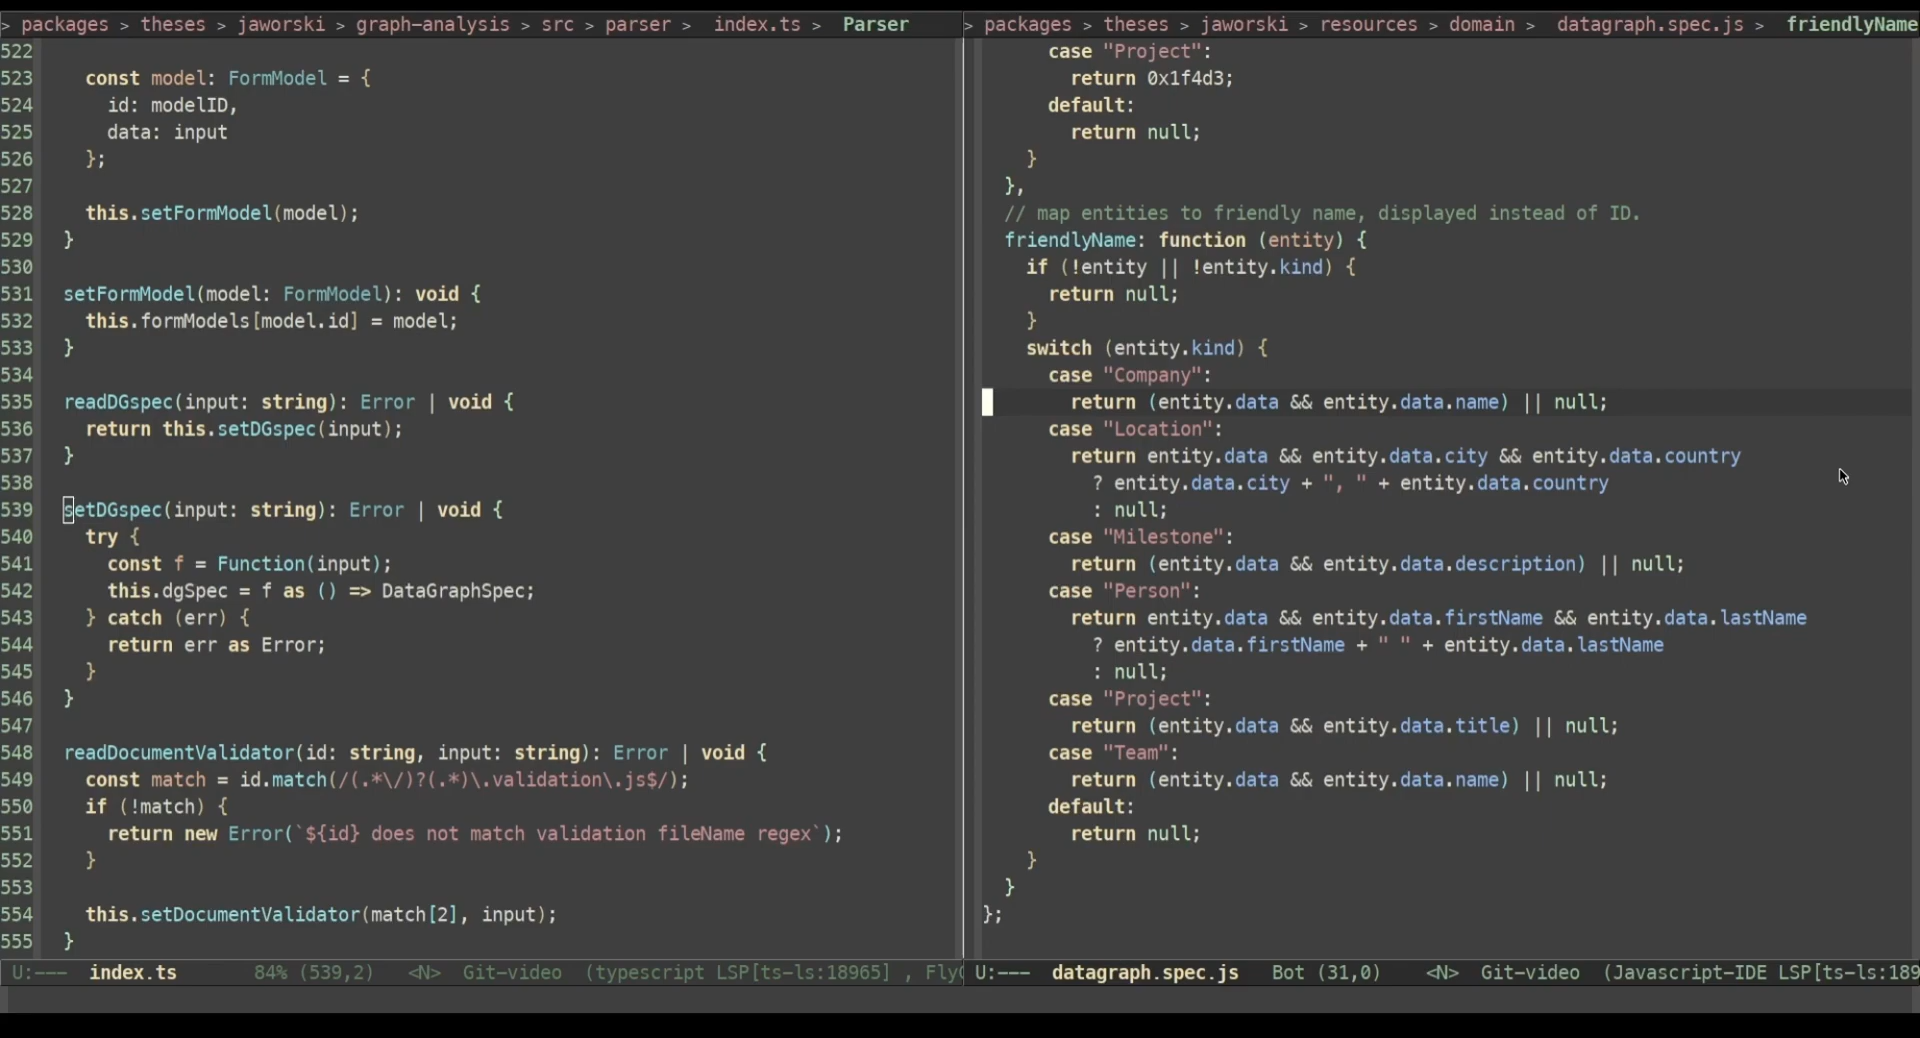 > packages > theses > jaworski > graph-analysis > src > parser > index.ts > Parser
522
523 const model: FormModel = {
524 id: modelID,
525 data: input
526 };
527
528 this.setFormModel(model);
529 }
530
531 setFormModel(model: FormModel): void {
532 this.formModels[model.id] = model;
533 }
534
535 readDGspec(input: string): Error | void {
536 return this.setDGspec(input);
537 }
538
539 setDGspec(input: string): Error | void {
540 try {
541 const f = Function(input);
542 this.dgSpec = f as () => DataGraphSpec;
543 } catch (err) {
544 return err as Error;
545 }
546 }
547
548 readDocumentValidator(id: string, input: string): Error | void {
549 const match = id.match(/(.*\/)?(.*)\.validation\.js$/);
550 if (!match) {
551 return new Error(`${id} does not match validation fileName regex`);
552 }
553
554 this.setDocumentValidator(match[2], input);
555 }
U:--- index.ts 84% (539,2) <N> Git-video (typescript LSP[ts-ls:18965] , Fly
> packages > theses > jaworski > resources > domain > datagraph.spec.js > friendlyName
case "Project":
return 0x1f4d3;
default:
return null;
}
},
// map entities to friendly name, displayed instead of ID.
friendlyName: function (entity) {
if (!entity || !entity.kind) {
return null;
}
switch (entity.kind) {
case "Company":
return (entity.data && entity.data.name) || null;
case "Location":
return entity.data && entity.data.city && entity.data.country
? entity.data.city + ", " + entity.data.country
: null;
case "Milestone":
return (entity.data && entity.data.description) || null;
case "Person":
return entity.data && entity.data.firstName && entity.data.lastName
? entity.data.firstName + " " + entity.data.lastName
: null;
case "Project":
return (entity.data && entity.data.title) || null;
case "Team":
return (entity.data && entity.data.name) || null;
default:
return null;
}
}
};
U:--- datagraph.spec.js Bot (31,0) <N> Git-video (Javascript-IDE LSP[ts-ls:189